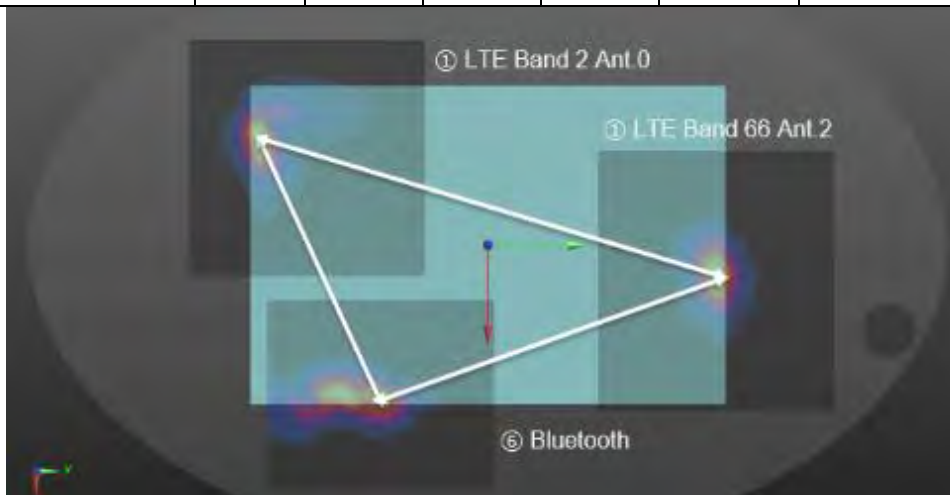 ① LTE Band 2 Ant.0
① LTE Band 66 Ant.2
⑥ Bluetooth
Y